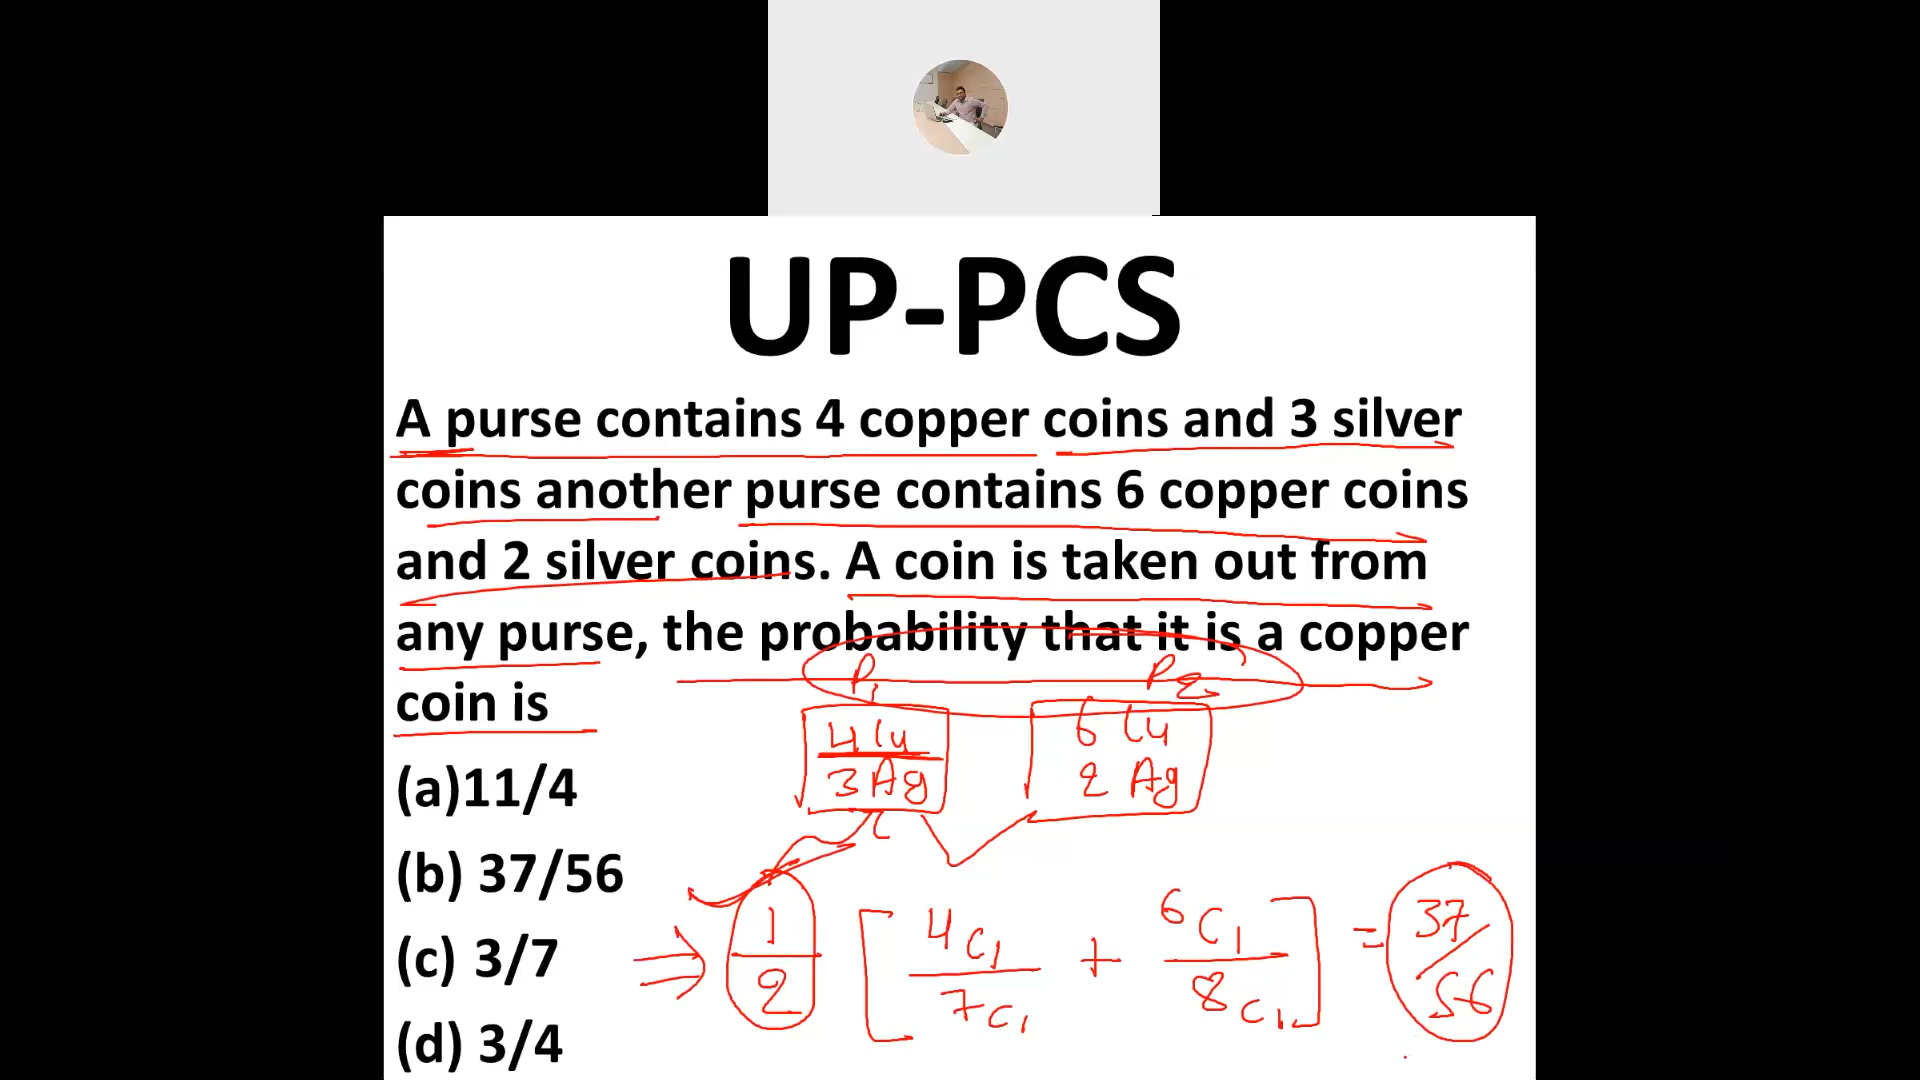 UP-PCS
A purse contains 4 copper coins and 3 silver
coins another purse contains 6 copper coins
and 2 silver coins. A coin is taken out from
any purse, the probability that it is a copper
coin is
P1 P2
4 Cu 6 Cu
3 Ag 2 Ag
C
(a)11/4
(b) 37/56
(c) 3/7
(d) 3/4
⇒ 1/2 [ 4C1/7C1 + 6C1/8C1 ] = 37/56